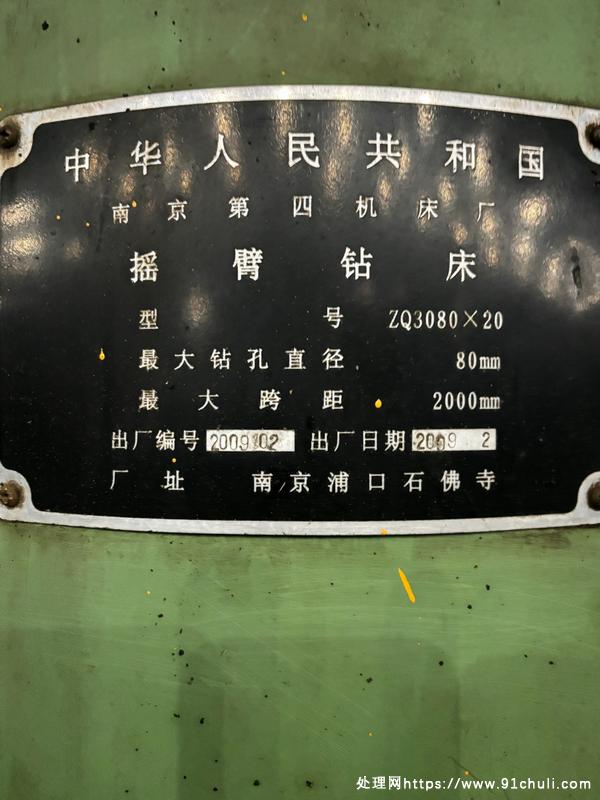 中华人民共和国
南京第四机床厂
摇臂钻床
型号 ZQ3080×20
最大钻孔直径 80mm
最大跨距 2000mm
出厂编号 200902 出厂日期 2009 2
厂址 南京浦口石佛寺
处理网https://www.91chuli.com/